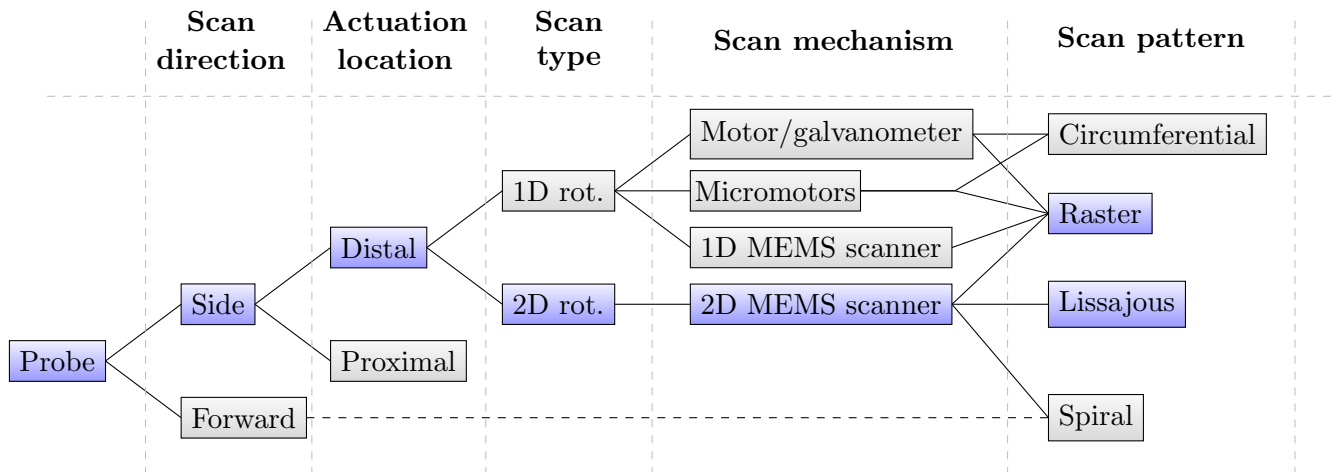 Scan direction
Actuation location
Scan type
Scan mechanism
Scan pattern
Motor/galvanometer
Circumferential
1D rot.
Micromotors
Raster
Distal
1D MEMS scanner
Side
2D rot.
2D MEMS scanner
Lissajous
Probe
Proximal
Forward
Spiral